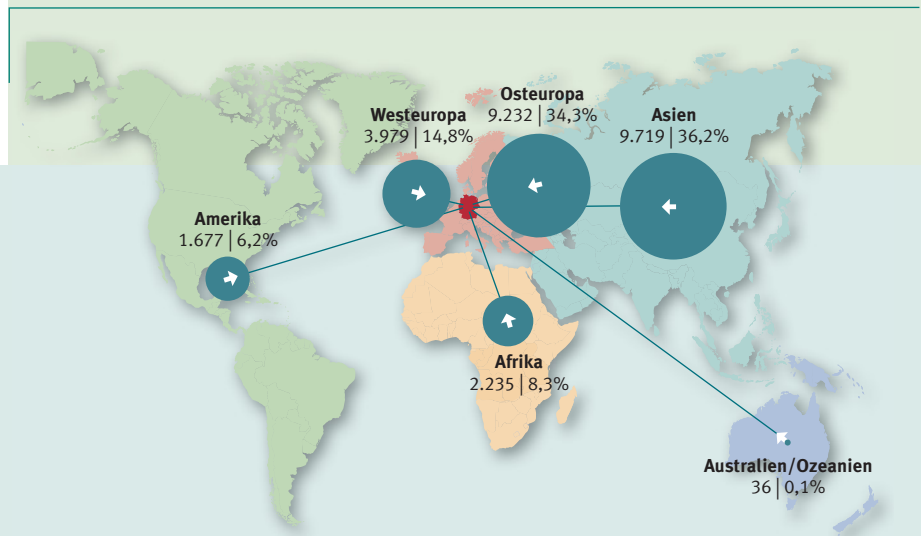 Osteuropa
9.232 | 34,3%
Westeuropa
3.979 | 14,8%
Asien
9.719 | 36,2%
Amerika
1.677 | 6,2%
Afrika
2.235 | 8,3%
Australien/Ozeanien
36 | 0,1%